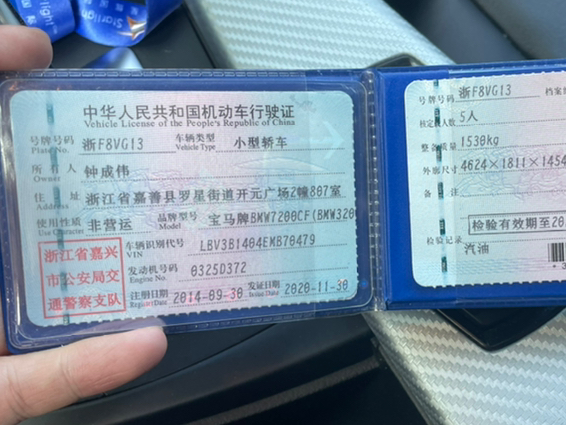 Starlight
中华人民共和国机动车行驶证
Vehicle License of the People's Republic of China
号牌号码 浙F8VG13 车辆类型 小型轿车
Plate No. Vehicle Type
所有人 钟成伟
Owner
住址 浙江省嘉善县罗星街道开元广场2幢807室
Address
使用性质 非营运 品牌型号 宝马牌BMW7200CF(BMW320
Use Character Model
浙江省嘉兴
市公安局交
通警察支队
车辆识别代号 LBV3B1404EMB70479
VIN
发动机号码 0325D372
Engine No.
注册日期 2014-09-30 发证日期 2020-11-30
Register Date Issue Date
号牌号码 浙F8VG13 档案
核定载人数 5人
整备质量 1530kg
外廓尺寸 4624×1811×1454
备注
检验有效期至20
检验记录
汽油